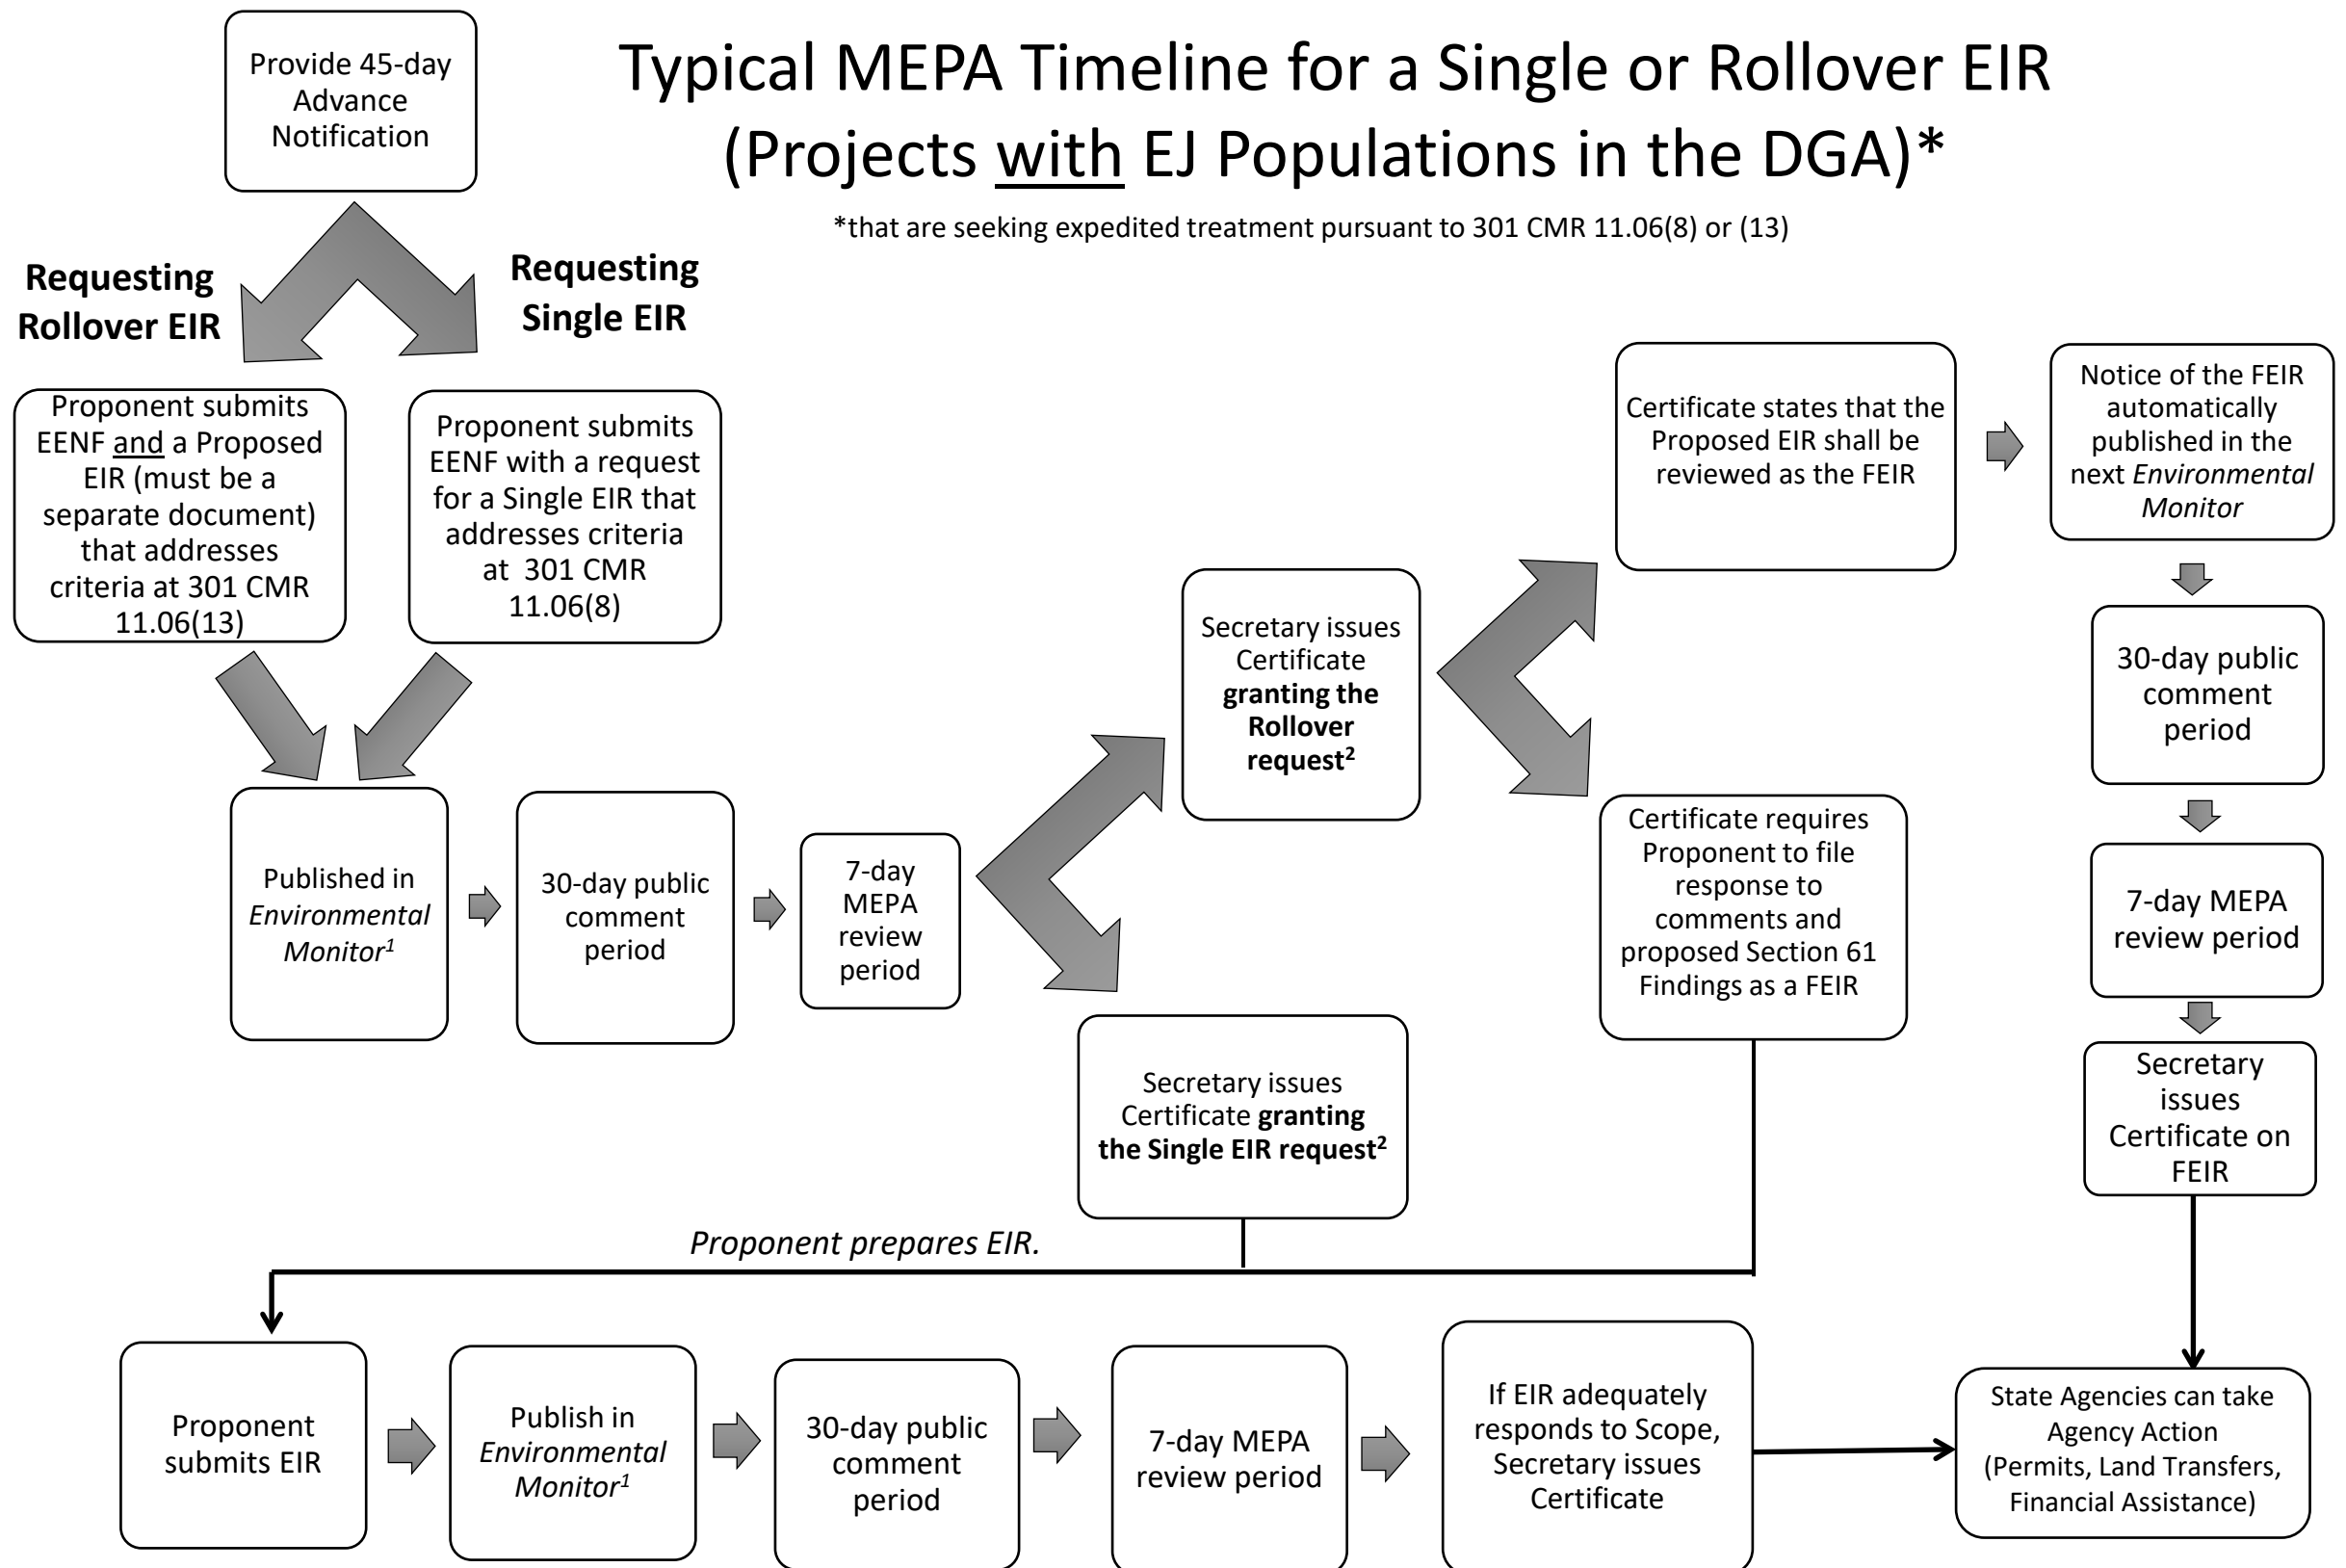 Provide 45-day
Advance
Notification
Typical MEPA Timeline for a Single or Rollover EIR
(Projects with EJ Populations in the DGA)*
*that are seeking expedited treatment pursuant to 301 CMR 11.06(8) or (13)
Requesting
Rollover EIR
Requesting
Single EIR
Proponent submits
EENF and a Proposed
EIR (must be a
separate document)
that addresses
criteria at 301 CMR
11.06(13)
Proponent submits
EENF with a request
for a Single EIR that
addresses criteria
at 301 CMR
11.06(8)
Published in
Environmental
Monitor¹
30-day public
comment
period
7-day
MEPA
review
period
Secretary issues
Certificate
granting the
Rollover
request²
Secretary issues
Certificate granting
the Single EIR request²
Certificate states that the
Proposed EIR shall be
reviewed as the FEIR
Certificate requires
Proponent to file
response to
comments and
proposed Section 61
Findings as a FEIR
Notice of the FEIR
automatically
published in the
next Environmental
Monitor
30-day public
comment
period
7-day MEPA
review period
Secretary
issues
Certificate on
FEIR
Proponent prepares EIR.
Proponent
submits EIR
Publish in
Environmental
Monitor¹
30-day public
comment
period
7-day MEPA
review period
If EIR adequately
responds to Scope,
Secretary issues
Certificate
State Agencies can take
Agency Action
(Permits, Land Transfers,
Financial Assistance)